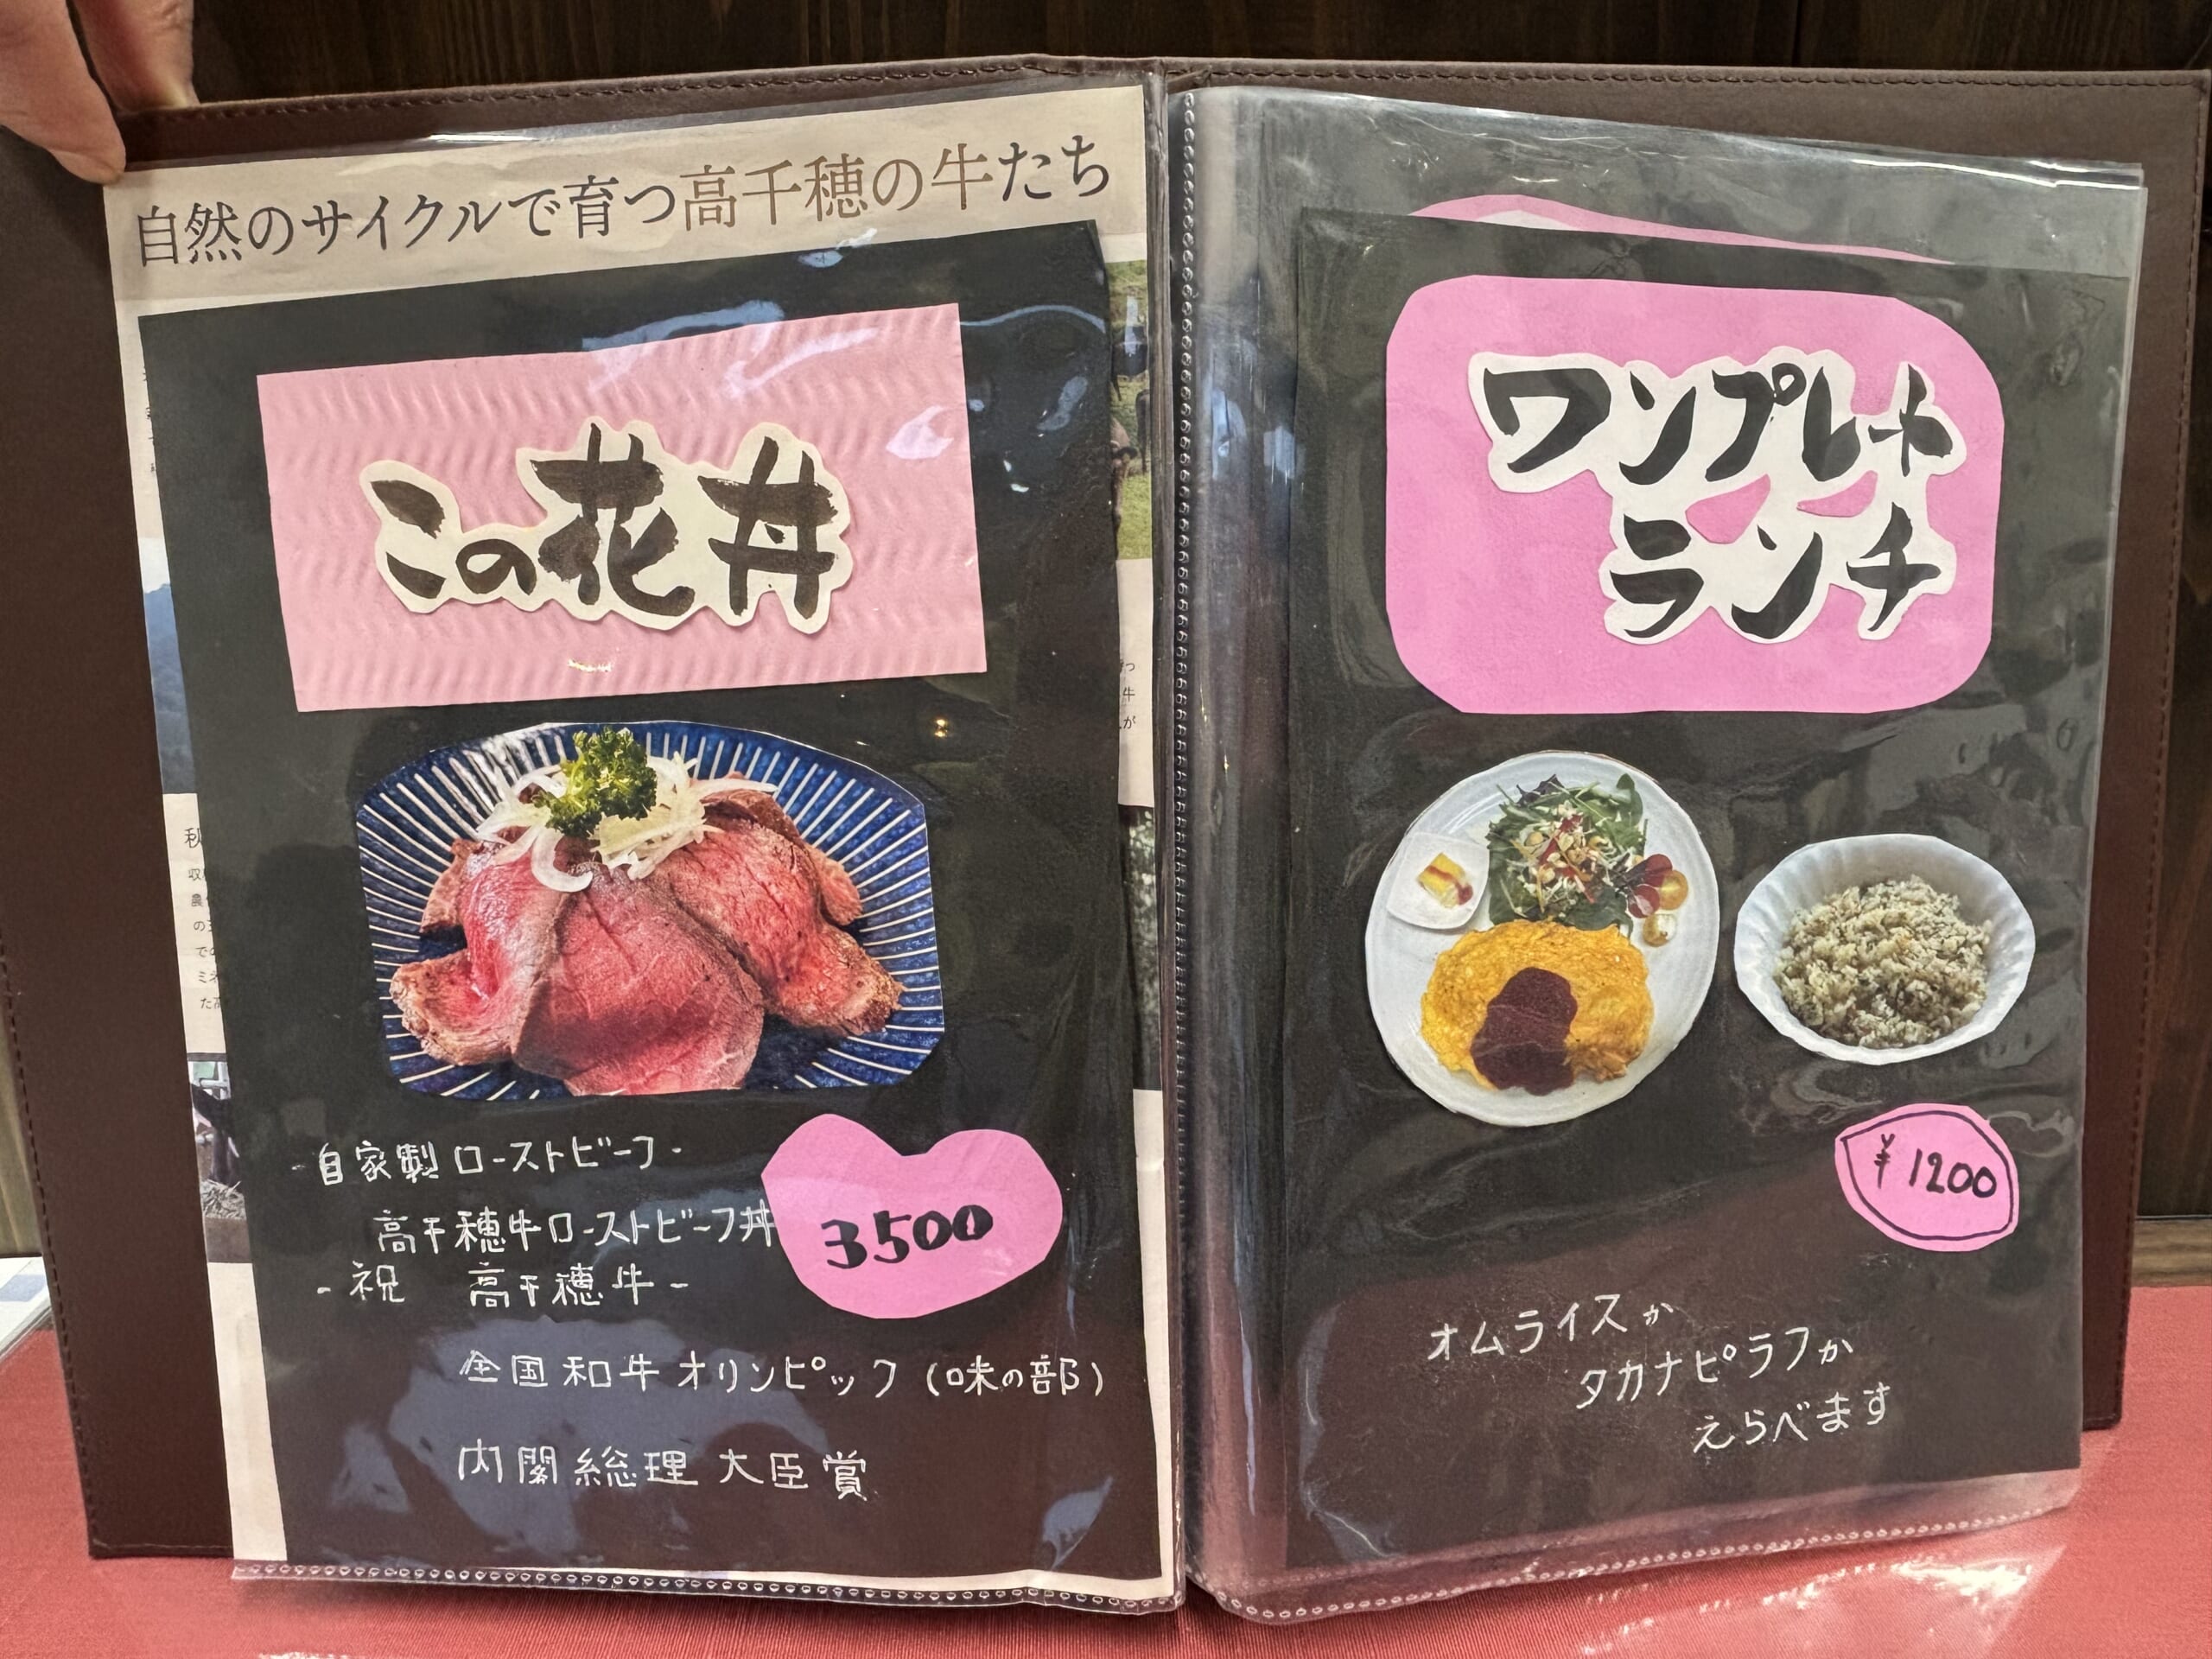 自然のサイクルで育つ高千穂の牛たち
この花丼
-自家製ローストビーフ-
高千穂牛ローストビーフ丼
3500
-祝 高千穂牛-
全国和牛オリンピック(味の部)
内閣総理大臣賞
ワンプレート
ランチ
¥1200
オムライスか
タカナピラフか
えらべます